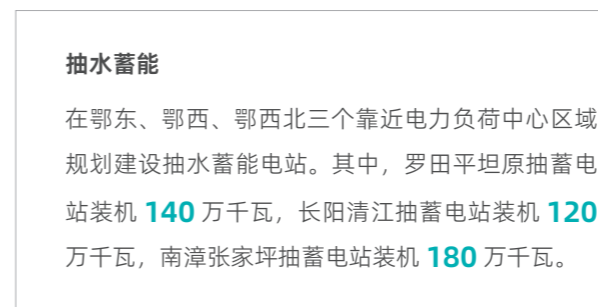 抽水蓄能
在鄂东、鄂西、鄂西北三个靠近电力负荷中心区域
规划建设抽水蓄能电站。其中，罗田平坦原抽蓄电
站装机 140 万千瓦，长阳清江抽蓄电站装机 120
万千瓦，南漳张家坪抽蓄电站装机 180 万千瓦。